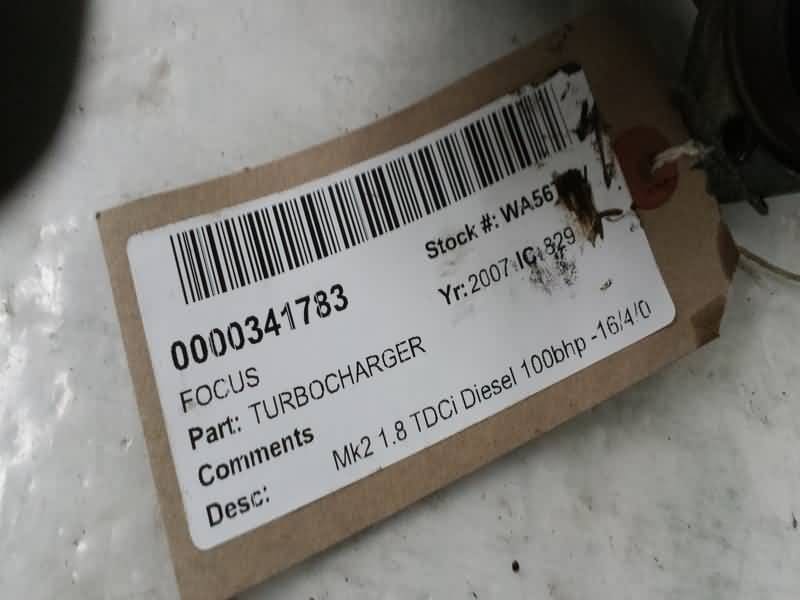 0000341783
Stock #:
FOCUS
Yr: 2007 IC: 829
Part: TURBOCHARGER
Comments
Mk2 1.8 TDCi Diesel 100bhp -16/4/0
Desc: